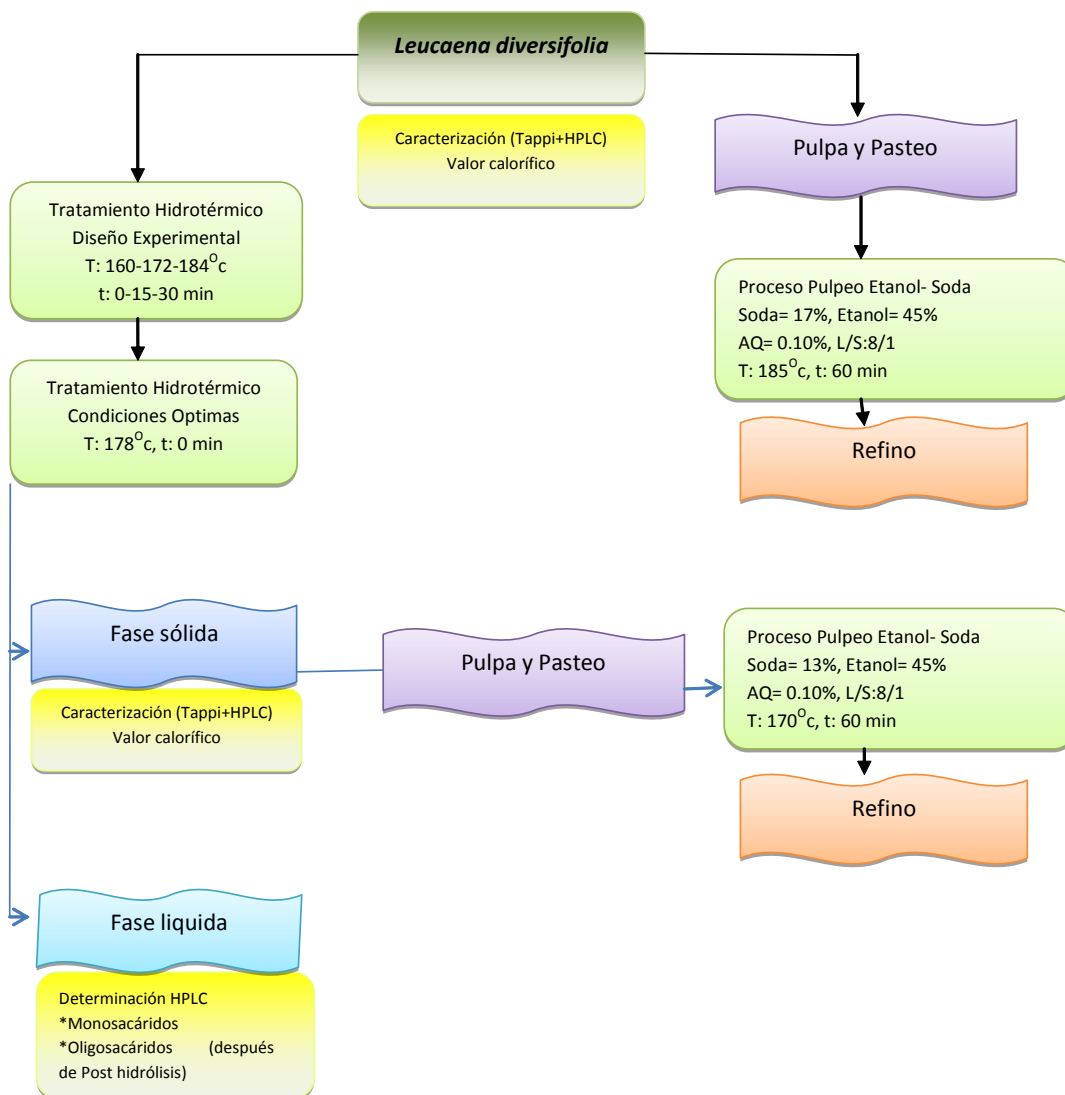 Leucaena diversifolia
Caracterización (Tappi+HPLC)
Valor calorífico
Pulpa y Pasteo
Tratamiento Hidrotérmico
Diseño Experimental
T: 160-172-184⁰c
t: 0-15-30 min
Proceso Pulpeo Etanol- Soda
Soda= 17%, Etanol= 45%
AQ= 0.10%, L/S:8/1
T: 185⁰c, t: 60 min
Tratamiento Hidrotérmico
Condiciones Optimas
T: 178⁰c, t: 0 min
Refino
Fase sólida
Caracterización (Tappi+HPLC)
Valor calorífico
Pulpa y Pasteo
Proceso Pulpeo Etanol- Soda
Soda= 13%, Etanol= 45%
AQ= 0.10%, L/S:8/1
T: 170⁰c, t: 60 min
Refino
Fase liquida
Determinación HPLC
*Monosacáridos
*Oligosacáridos (después
de Post hidrólisis)